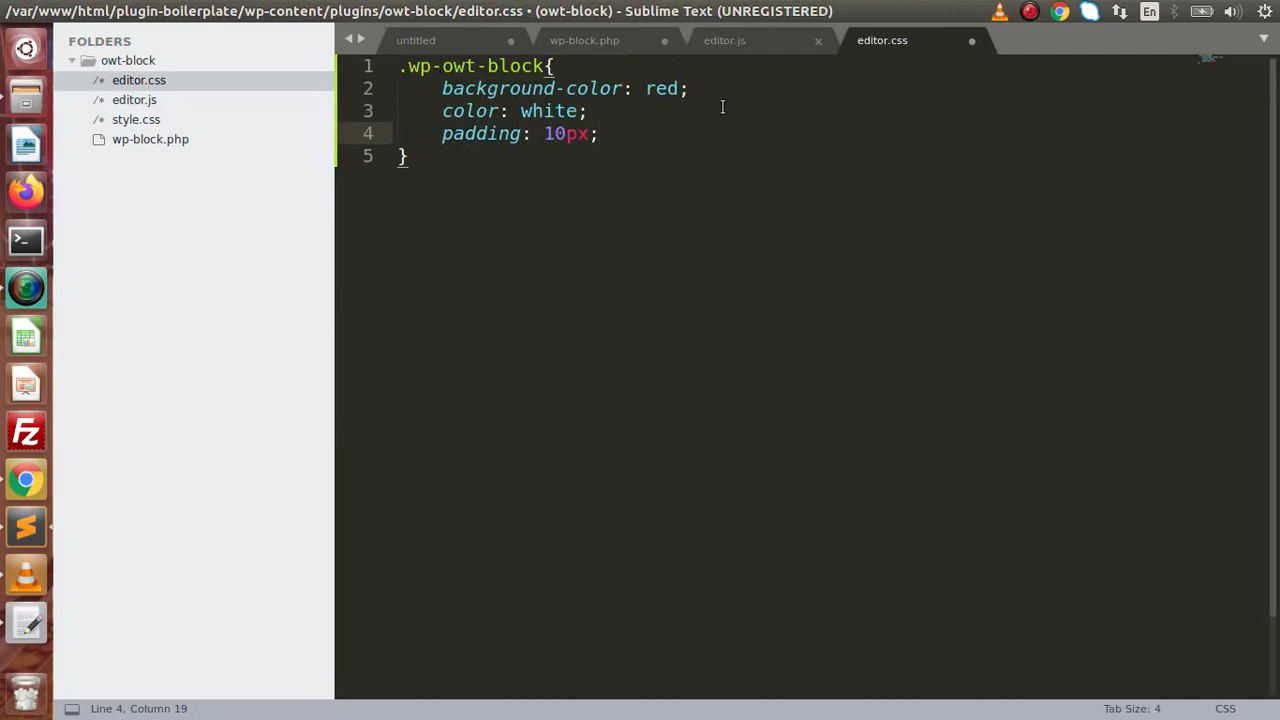 /var/www/html/plugin-boilerplate/wp-content/plugins/owt-block/editor.css • (owt-block) - Sublime Text (UNREGISTERED)
En
FOLDERS
owt-block
/* editor.css
/* editor.js
/* style.css
wp-block.php
untitled
wp-block.php
editor.js
editor.css
1 .wp-owt-block{
2 background-color: red;
3 color: white;
4 padding: 10px;
5 }
Fz
Line 4, Column 19
Tab Size: 4
CSS